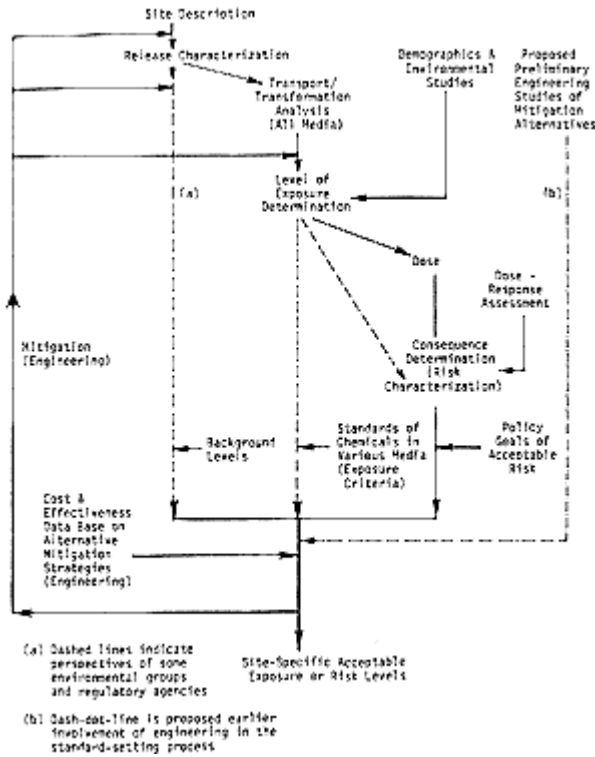 Site Description
Release Characterization
Transport/
Transformation
Analysis
(All Media)
Demographics &
Environmental
Studies
Proposed
Preliminary
Engineering
Studies of
Mitigation
Alternatives
(a)
Level of
Exposure
Determination
(b)
Dose
Dose -
Response
Assessment
Mitigation
(Engineering)
Consequence
Determination
(Risk
Characterization)
Background
Levels
Standards of
Chemicals in
Various Media
(Exposure
Criteria)
Policy
Goals of
Acceptable
Risk
Cost &
Effectiveness
Data Base on
Alternative
Mitigation
Strategies
(Engineering)
Site-Specific Acceptable
Exposure or Risk Levels
(a) Dashed lines indicate
perspectives of some
environmental groups
and regulatory agencies
(b) Dash-dot-line is proposed earlier
involvement of engineering in the
standard-setting process